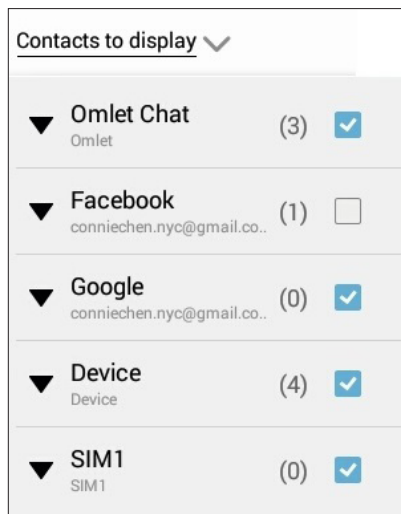 Contacts to display
Omlet Chat (3)
Omlet
Facebook (1)
conniechen.nyc@gmail.co..
Google (0)
conniechen.nyc@gmail.co..
Device (4)
Device
SIM1 (0)
SIM1